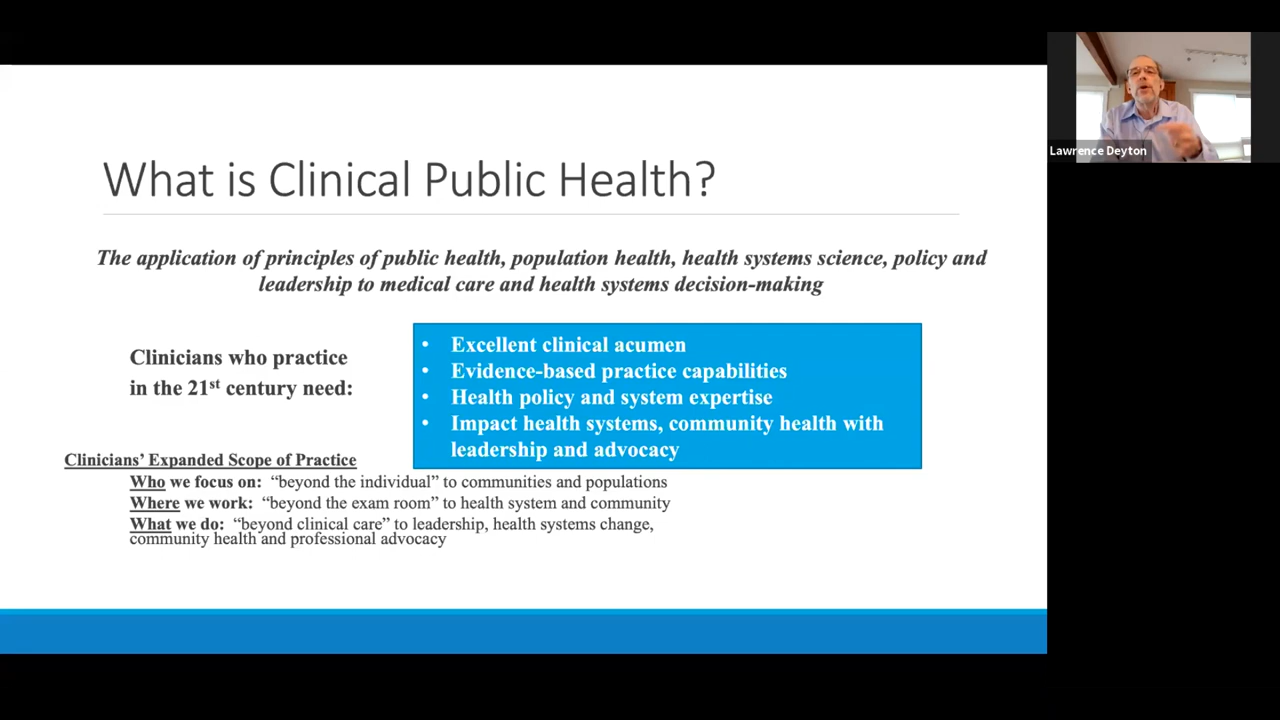 What is Clinical Public Health?
The application of principles of public health, population health, health systems science, policy and
leadership to medical care and health systems decision-making
Clinicians who practice
in the 21st century need:
• Excellent clinical acumen
• Evidence-based practice capabilities
• Health policy and system expertise
• Impact health systems, community health with
leadership and advocacy
Clinicians’ Expanded Scope of Practice
Who we focus on: “beyond the individual” to communities and populations
Where we work: “beyond the exam room” to health system and community
What we do: “beyond clinical care” to leadership, health systems change,
community health and professional advocacy
Lawrence Deyton